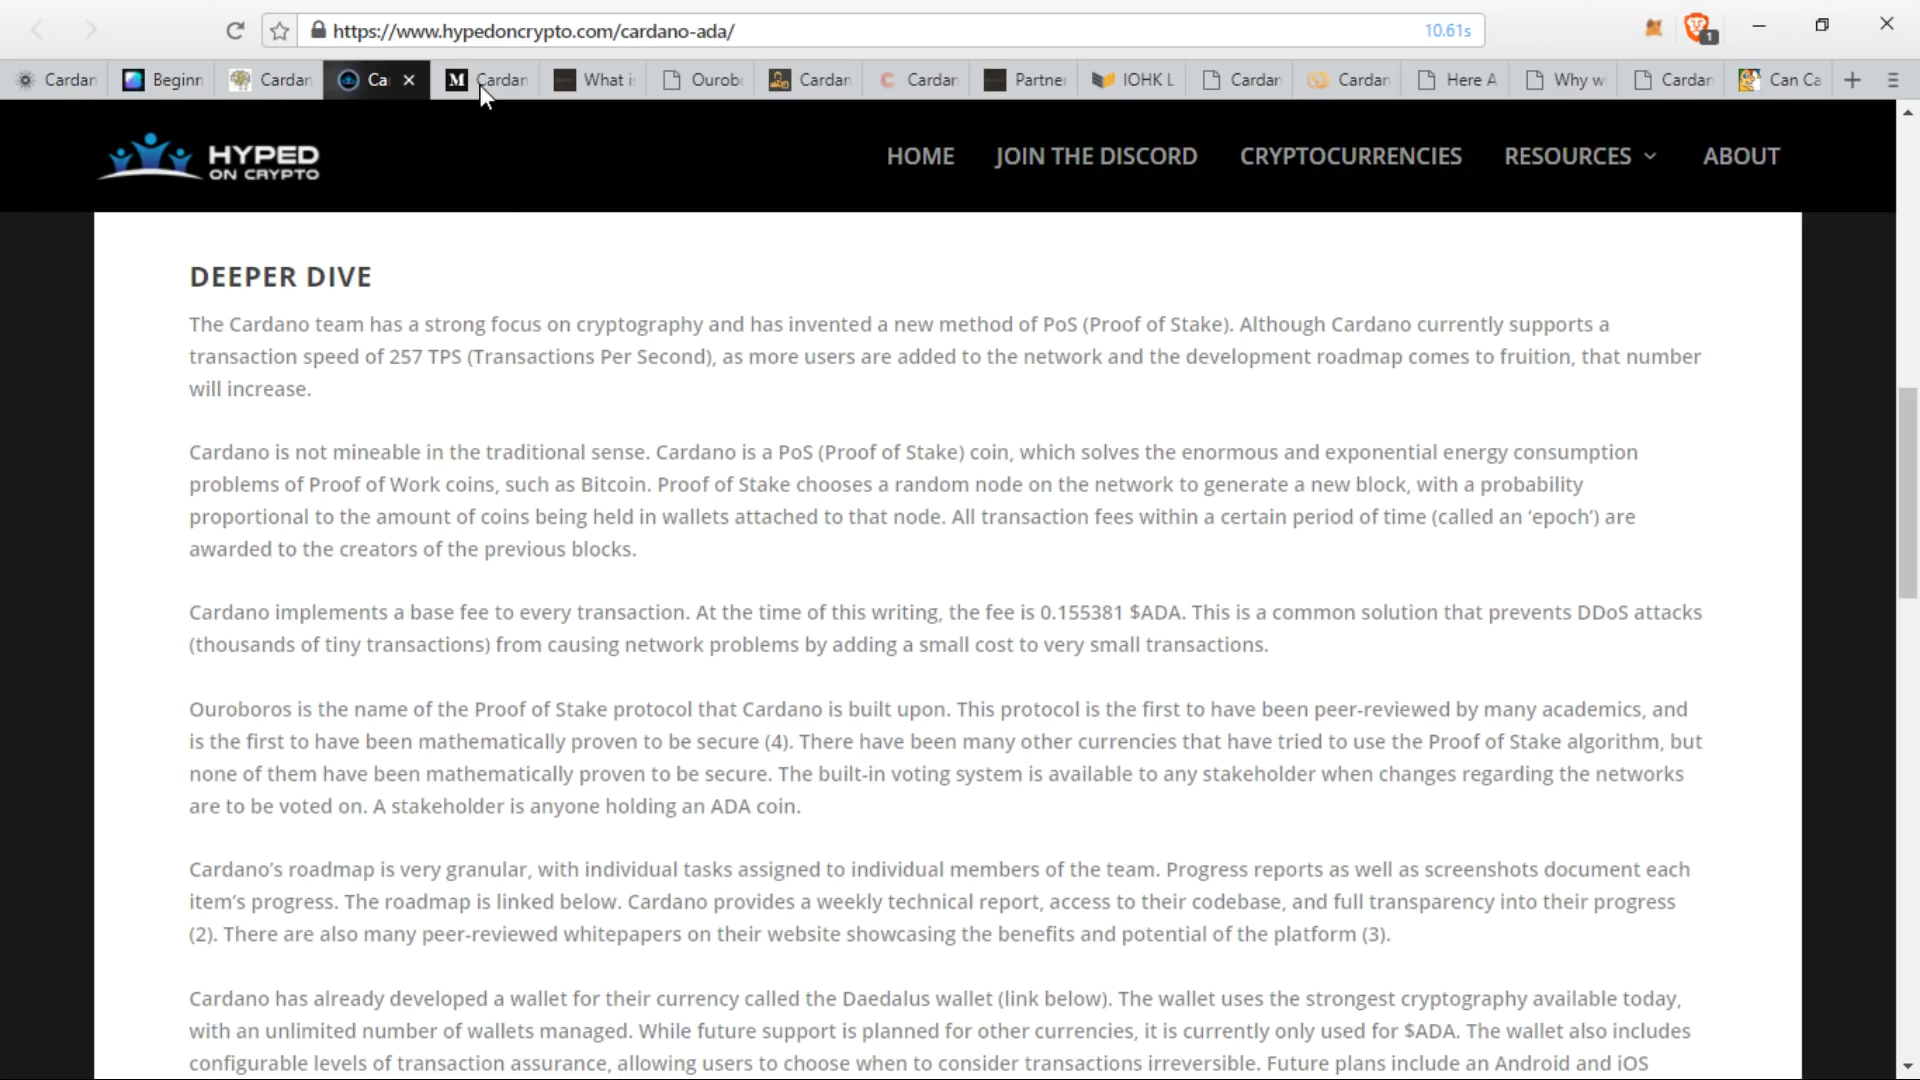 https://www.hypedoncrypto.com/cardano-ada/ 10.61s
1
Cardan Beginn Cardan Ca Cardan What i Ourob Cardan Cardan Partne IOHK L Cardan Cardan Here A Why w Cardan Can Ca
M
HYPED
ON CRYPTO
HOME JOIN THE DISCORD CRYPTOCURRENCIES RESOURCES ABOUT
DEEPER DIVE
The Cardano team has a strong focus on cryptography and has invented a new method of PoS (Proof of Stake). Although Cardano currently supports a
transaction speed of 257 TPS (Transactions Per Second), as more users are added to the network and the development roadmap comes to fruition, that number
will increase.
Cardano is not mineable in the traditional sense. Cardano is a PoS (Proof of Stake) coin, which solves the enormous and exponential energy consumption
problems of Proof of Work coins, such as Bitcoin. Proof of Stake chooses a random node on the network to generate a new block, with a probability
proportional to the amount of coins being held in wallets attached to that node. All transaction fees within a certain period of time (called an ‘epoch’) are
awarded to the creators of the previous blocks.
Cardano implements a base fee to every transaction. At the time of this writing, the fee is 0.155381 $ADA. This is a common solution that prevents DDoS attacks
(thousands of tiny transactions) from causing network problems by adding a small cost to very small transactions.
Ouroboros is the name of the Proof of Stake protocol that Cardano is built upon. This protocol is the first to have been peer-reviewed by many academics, and
is the first to have been mathematically proven to be secure (4). There have been many other currencies that have tried to use the Proof of Stake algorithm, but
none of them have been mathematically proven to be secure. The built-in voting system is available to any stakeholder when changes regarding the networks
are to be voted on. A stakeholder is anyone holding an ADA coin.
Cardano’s roadmap is very granular, with individual tasks assigned to individual members of the team. Progress reports as well as screenshots document each
item’s progress. The roadmap is linked below. Cardano provides a weekly technical report, access to their codebase, and full transparency into their progress
(2). There are also many peer-reviewed whitepapers on their website showcasing the benefits and potential of the platform (3).
Cardano has already developed a wallet for their currency called the Daedalus wallet (link below). The wallet uses the strongest cryptography available today,
with an unlimited number of wallets managed. While future support is planned for other currencies, it is currently only used for $ADA. The wallet also includes
configurable levels of transaction assurance, allowing users to choose when to consider transactions irreversible. Future plans include an Android and iOS